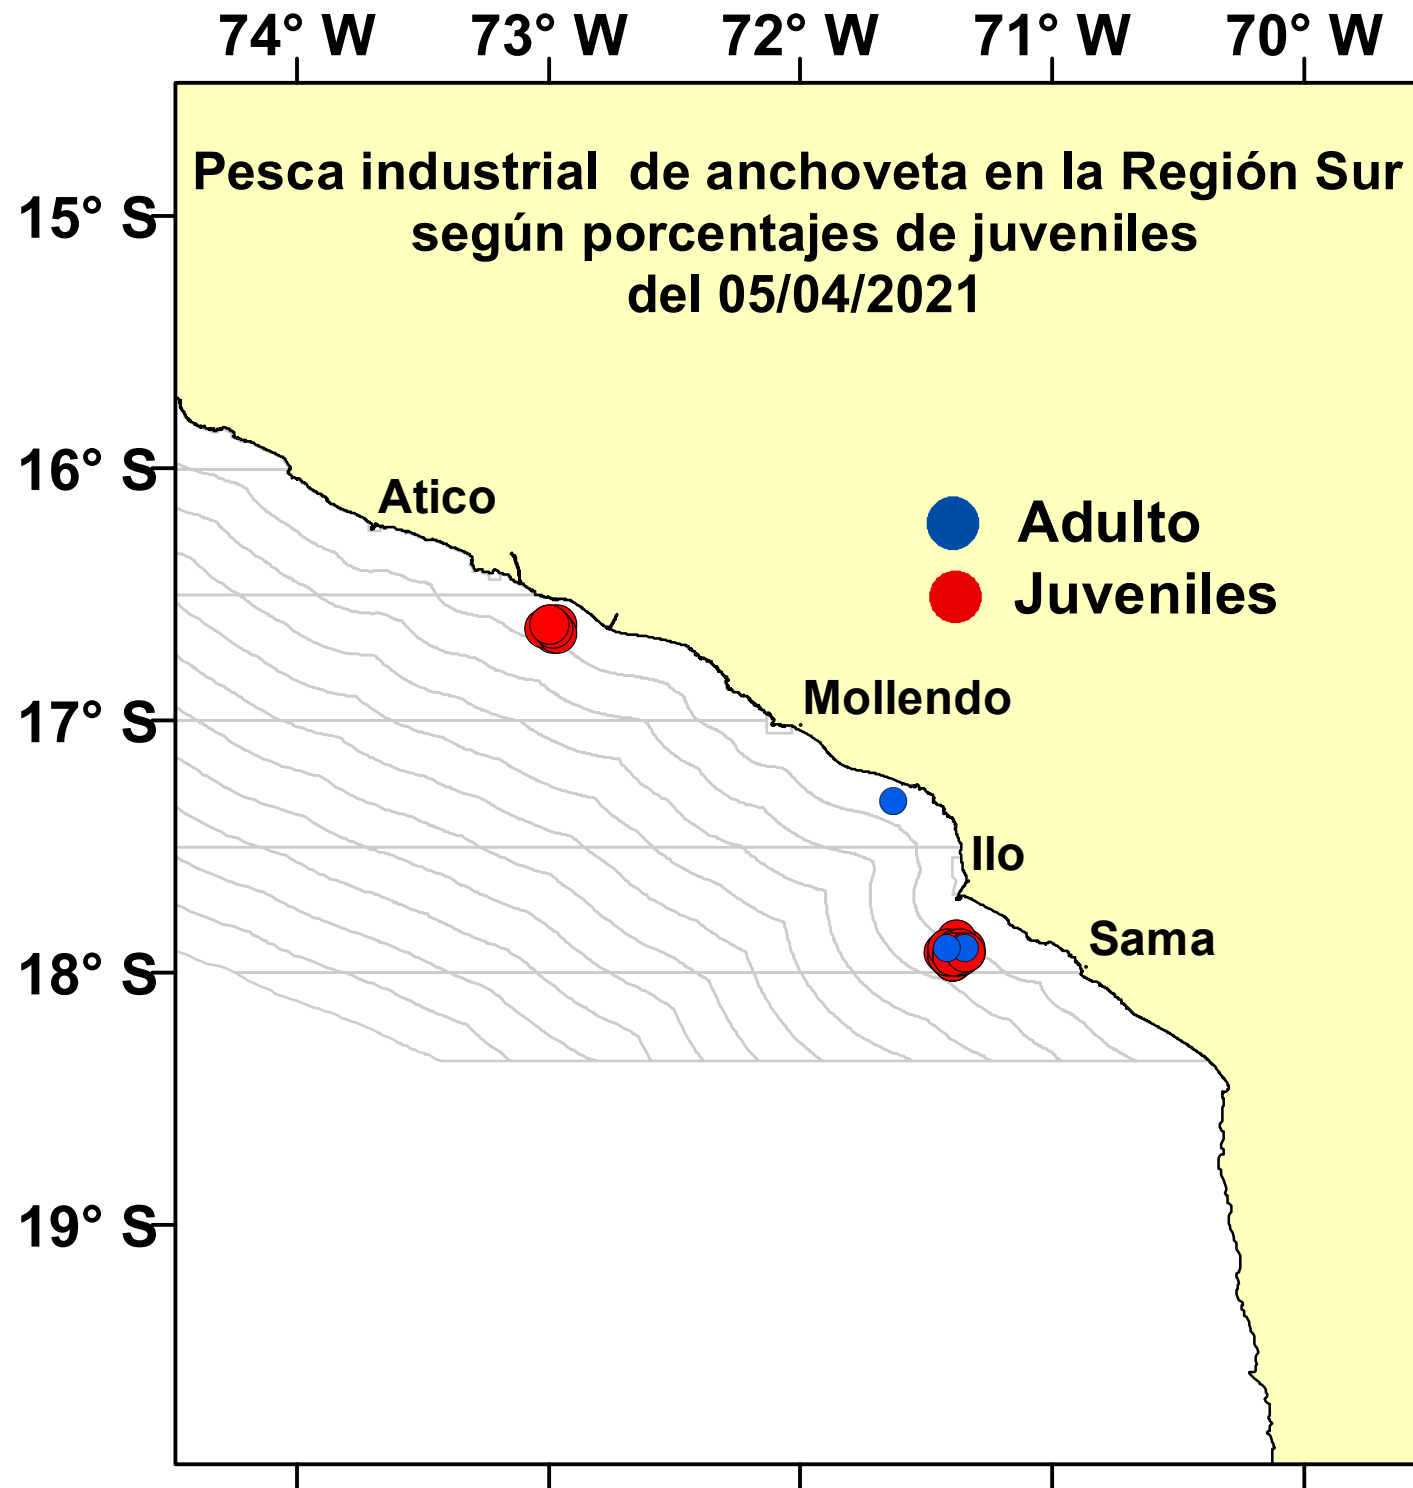 74° W 73° W 72° W 71° W 70° W
Pesca industrial de anchoveta en la Región Sur
según porcentajes de juveniles
del 05/04/2021
15° S
16° S
Atico
Adulto
Juveniles
Mollendo
17° S
Ilo
Sama
18° S
19° S